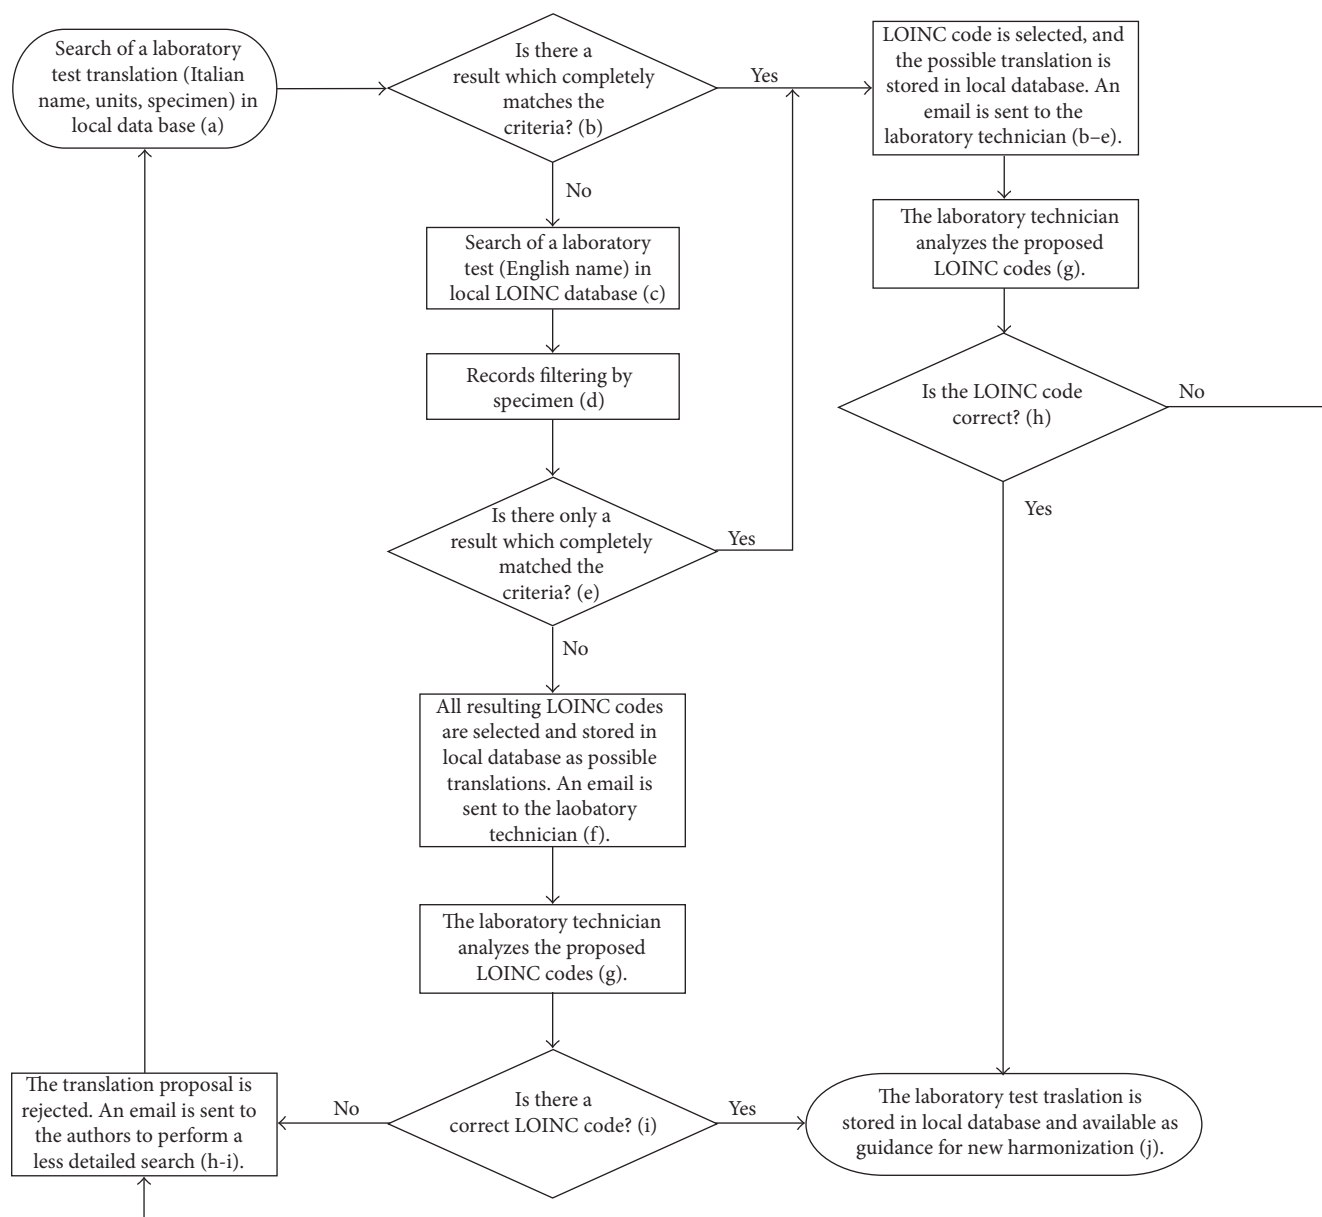 Search of a laboratory
test translation (Italian
name, units, specimen) in
local data base (a)
Is there a
result which completely
matches the
criteria? (b)
Yes
LOINC code is selected, and
the possible translation is
stored in local database. An
email is sent to the
laboratory technician (b–e).
No
Search of a laboratory
test (English name) in
local LOINC database (c)
The laboratory technician
analyzes the proposed
LOINC codes (g).
Records filtering by
specimen (d)
Is the LOINC code
correct? (h)
No
Yes
Is there only a
result which completely
matched the
criteria? (e)
Yes
No
All resulting LOINC codes
are selected and stored in
local database as possible
translations. An email is
sent to the laobatory
technician (f).
The laboratory technician
analyzes the proposed
LOINC codes (g).
Is there a
correct LOINC code? (i)
No
Yes
The translation proposal is
rejected. An email is sent to
the authors to perform a
less detailed search (h-i).
The laboratory test traslation is
stored in local database and available as
guidance for new harmonization (j).